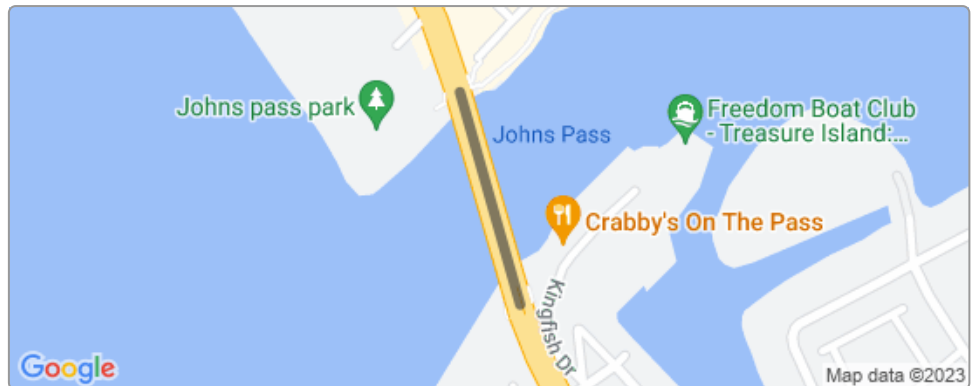 Johns pass park
Johns Pass
Freedom Boat Club
- Treasure Island:...
Crabby's On The Pass
Kingfish Dr
Google
Map data ©2023